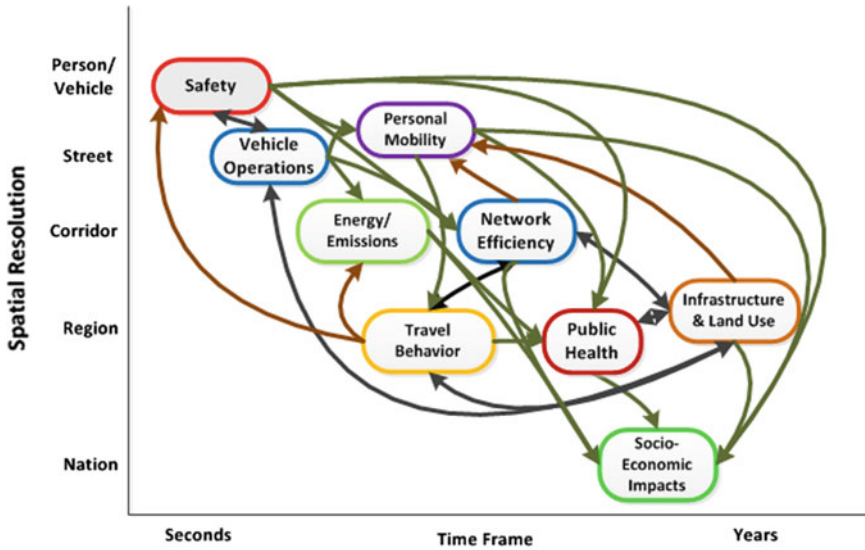 Spatial Resolution
Person/
Vehicle
Street
Corridor
Region
Nation
Safety
Vehicle
Operations
Personal
Mobility
Energy/
Emissions
Network
Efficiency
Travel
Behavior
Public
Health
Infrastructure
& Land Use
Socio-
Economic
Impacts
Seconds
Time Frame
Years